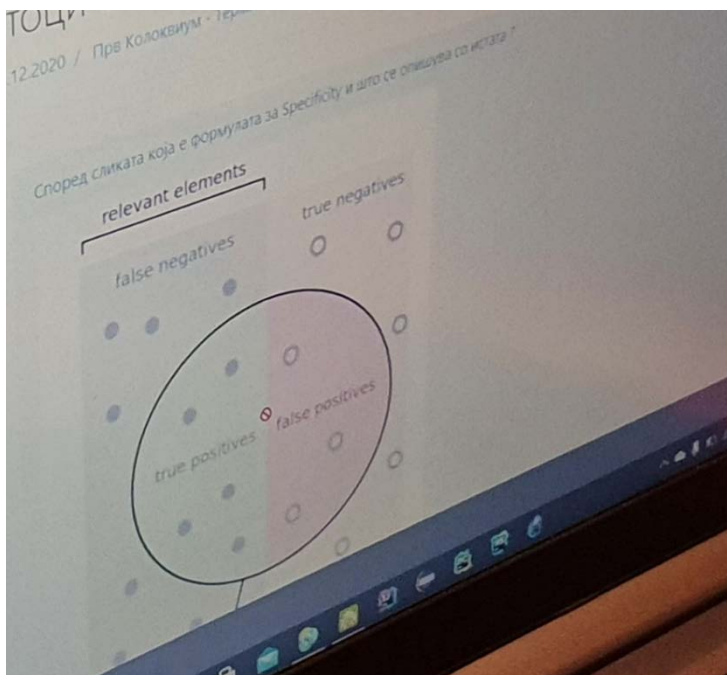 .12.2020 / Прв Колоквиум -
Според сликата која е формулата за Specificity и што се опишува со истата ?
relevant elements
false negatives
true negatives
true positives
false positives